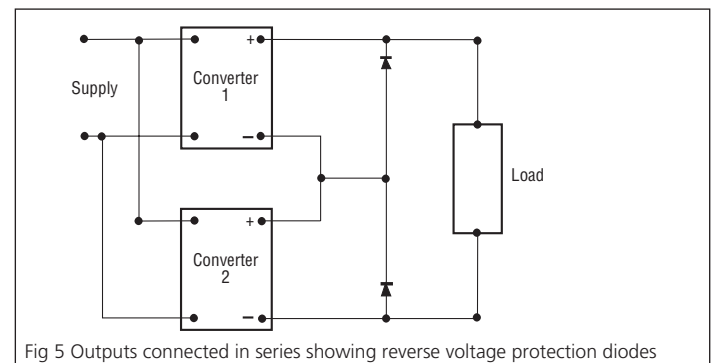 +
Converter
1
Supply
−
Load
+
Converter
2
−
Fig 5 Outputs connected in series showing reverse voltage protection diodes